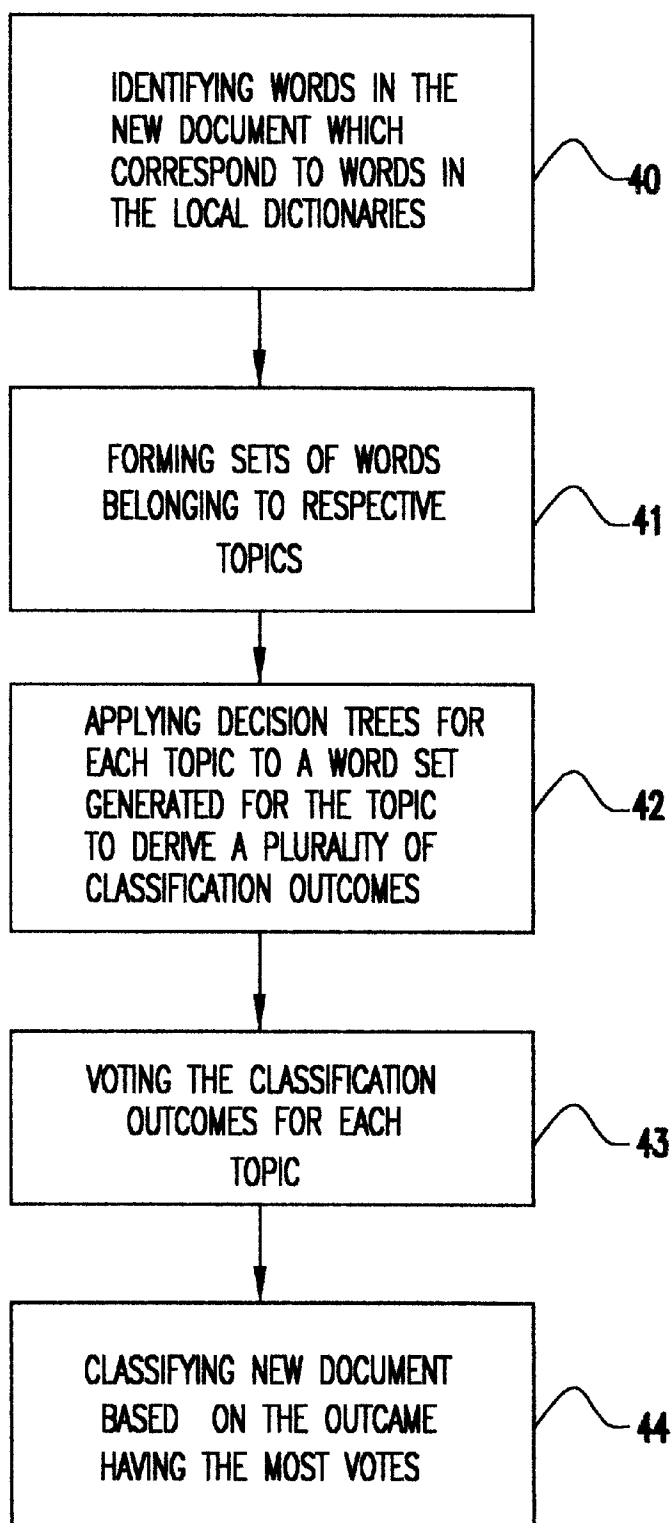 IDENTIFYING WORDS IN THE
NEW DOCUMENT WHICH
CORRESPOND TO WORDS IN
THE LOCAL DICTIONARIES
40
FORMING SETS OF WORDS
BELONGING TO RESPECTIVE
TOPICS
41
APPLYING DECISION TREES FOR
EACH TOPIC TO A WORD SET
GENERATED FOR THE TOPIC
TO DERIVE A PLURALITY OF
CLASSIFICATION OUTCOMES
42
VOTING THE CLASSIFICATION
OUTCOMES FOR EACH
TOPIC
43
CLASSIFYING NEW DOCUMENT
BASED ON THE OUTCAME
HAVING THE MOST VOTES
44